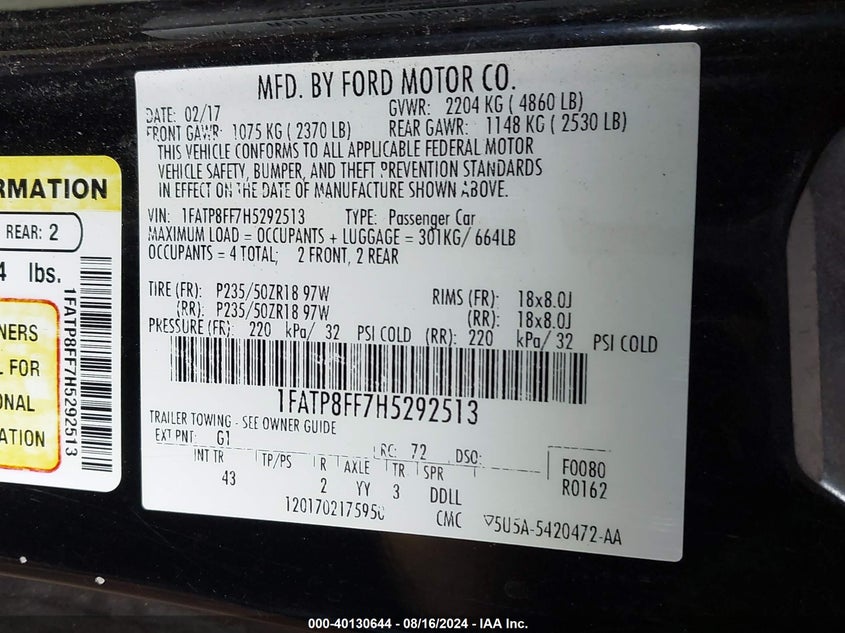 MFD. BY FORD MOTOR CO.
DATE: 02/17 GVWR: 2204 KG ( 4860 LB)
FRONT GAWR: 1075 KG ( 2370 LB) REAR GAWR: 1148 KG ( 2530 LB)
THIS VEHICLE CONFORMS TO ALL APPLICABLE FEDERAL MOTOR
VEHICLE SAFETY, BUMPER, AND THEFT PREVENTION STANDARDS
IN EFFECT ON THE DATE OF MANUFACTURE SHOWN ABOVE.
VIN: 1FATP8FF7H5292513 TYPE: Passenger Car
MAXIMUM LOAD = OCCUPANTS + LUGGAGE = 301KG/ 664LB
OCCUPANTS = 4 TOTAL; 2 FRONT, 2 REAR
TIRE (FR): P235/50ZR18 97W RIMS (FR): 18x8.0J
(RR): P235/50ZR18 97W (RR): 18x8.0J
PRESSURE (FR): 220 kPa/ 32 PSI COLD (RR): 220 kPa/ 32 PSI COLD
1FATP8FF7H5292513
TRAILER TOWING - SEE OWNER GUIDE
EXT PNT: G1 RC: 72 DSO:
INT TR TP/PS R AXLE TR SPR F0080
43 2 YY 3 DDLL R0162
120170217595 CMC ▽5U5A-5420472-AA
RMATION
REAR: 2
4 lbs.
1FATP8FF7H5292513
NERS
L FOR
ONAL
ATION
000-40130644 - 08/16/2024 - IAA Inc.